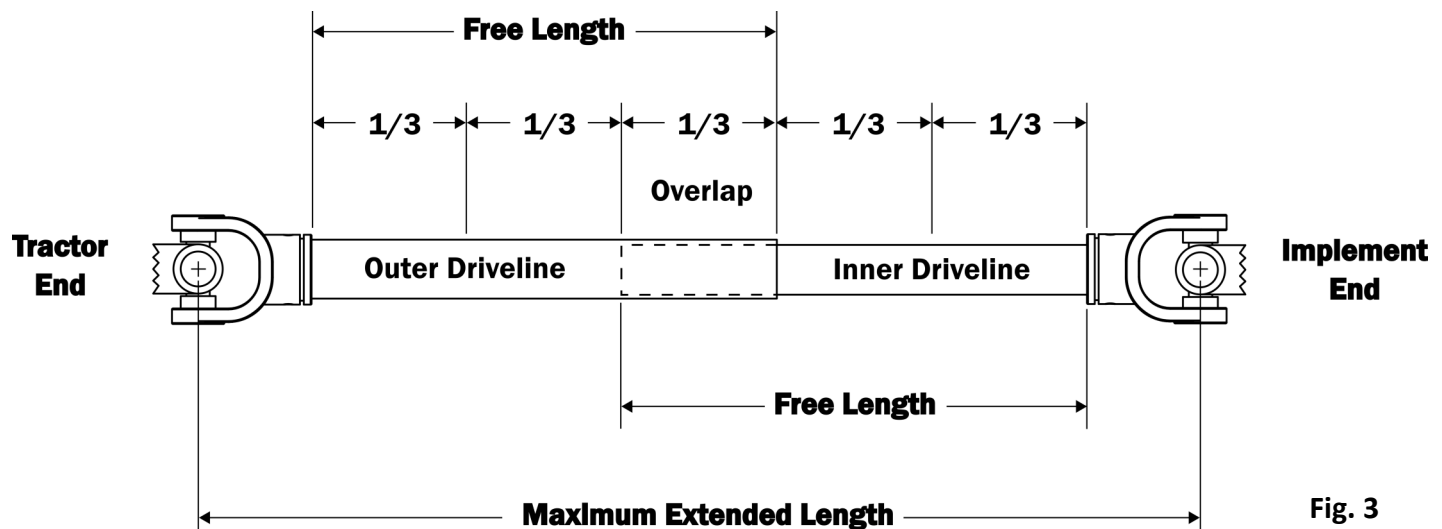 Free Length
1/3 1/3 1/3 1/3 1/3
Overlap
Tractor
End
Outer Driveline
Inner Driveline
Implement
End
Free Length
Maximum Extended Length
Fig. 3